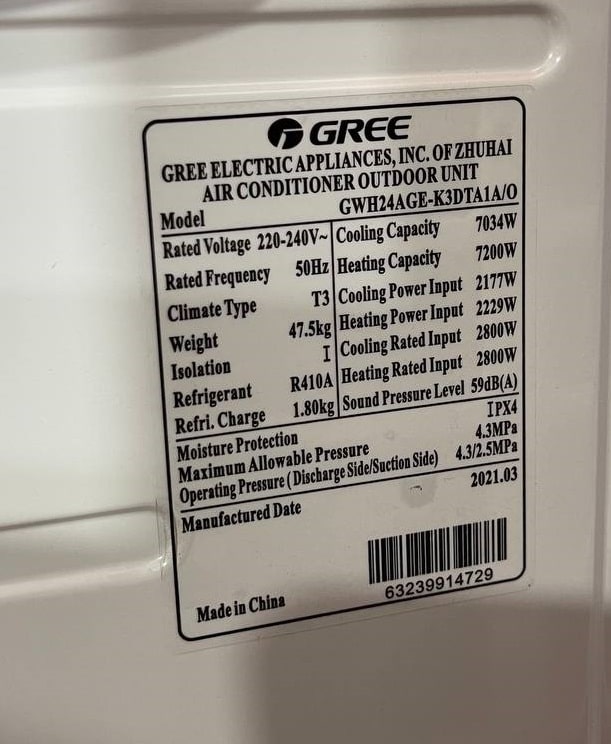 GREE
GREE ELECTRIC APPLIANCES, INC. OF ZHUHAI
AIR CONDITIONER OUTDOOR UNIT
Model GWH24AGE-K3DTA1A/O
Rated Voltage 220-240V~ Cooling Capacity 7034W
Rated Frequency 50Hz Heating Capacity 7200W
Climate Type T3 Cooling Power Input 2177W
Weight 47.5kg Heating Power Input 2229W
Isolation I Cooling Rated Input 2800W
Refrigerant R410A Heating Rated Input 2800W
Refri. Charge 1.80kg Sound Pressure Level 59dB(A)
Moisture Protection IPX4
Maximum Allowable Pressure 4.3MPa
Operating Pressure (Discharge Side/Suction Side) 4.3/2.5MPa
Manufactured Date 2021.03
63239914729
Made in China